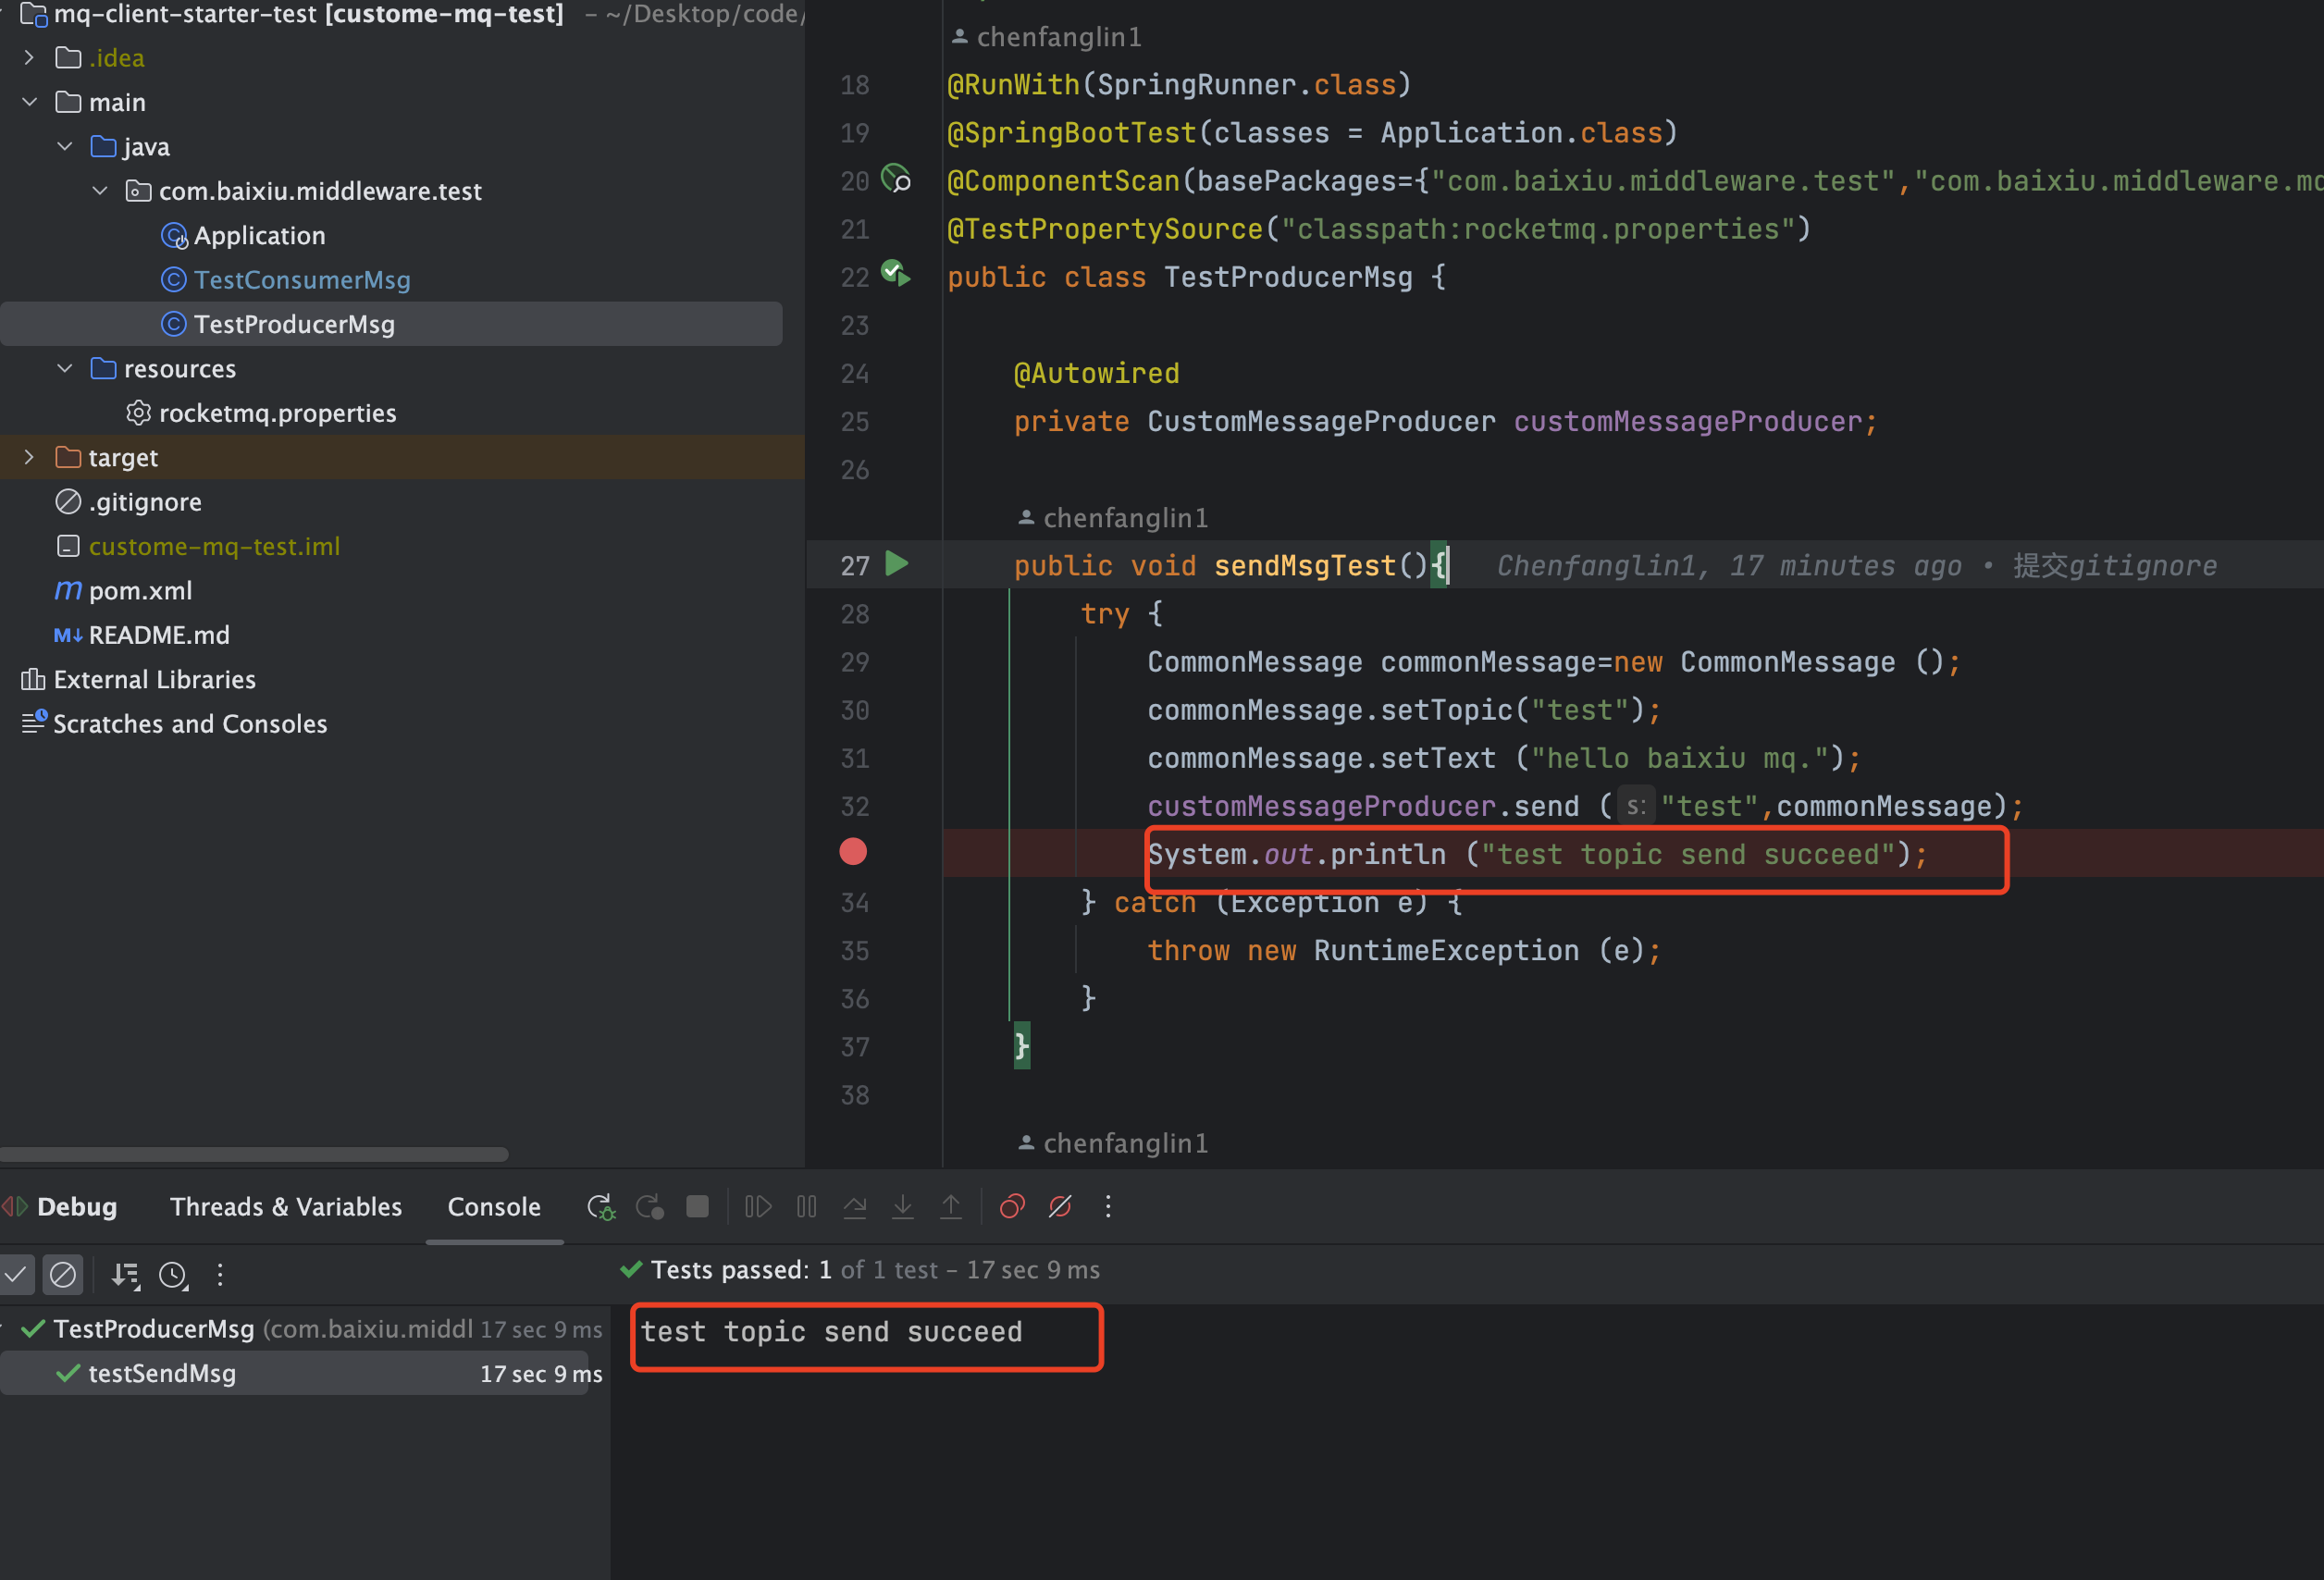 mq-client-starter-test [custome-mq-test] – ~/Desktop/code/
.idea
main
java
com.baixiu.middleware.test
Application
TestConsumerMsg
TestProducerMsg
resources
rocketmq.properties
target
.gitignore
custome-mq-test.iml
pom.xml
M↓ README.md
External Libraries
Scratches and Consoles
chenfanglin1
18 @RunWith(SpringRunner.class)
19 @SpringBootTest(classes = Application.class)
20 @ComponentScan(basePackages={"com.baixiu.middleware.test","com.baixiu.middleware.mq
21 @TestPropertySource("classpath:rocketmq.properties")
22 public class TestProducerMsg {
23
24 @Autowired
25 private CustomMessageProducer customMessageProducer;
26
chenfanglin1
27 public void sendMsgTest(){ Chenfanglin1, 17 minutes ago • 提交gitignore
28 try {
29 CommonMessage commonMessage=new CommonMessage ();
30 commonMessage.setTopic("test");
31 commonMessage.setText ("hello baixiu mq.");
32 customMessageProducer.send ( s: "test",commonMessage);
System.out.println ("test topic send succeed");
34 } catch (Exception e) {
35 throw new RuntimeException (e);
36 }
37 }
38
chenfanglin1
Debug Threads & Variables Console
Tests passed: 1 of 1 test – 17 sec 9 ms
TestProducerMsg (com.baixiu.middl 17 sec 9 ms
testSendMsg 17 sec 9 ms
test topic send succeed